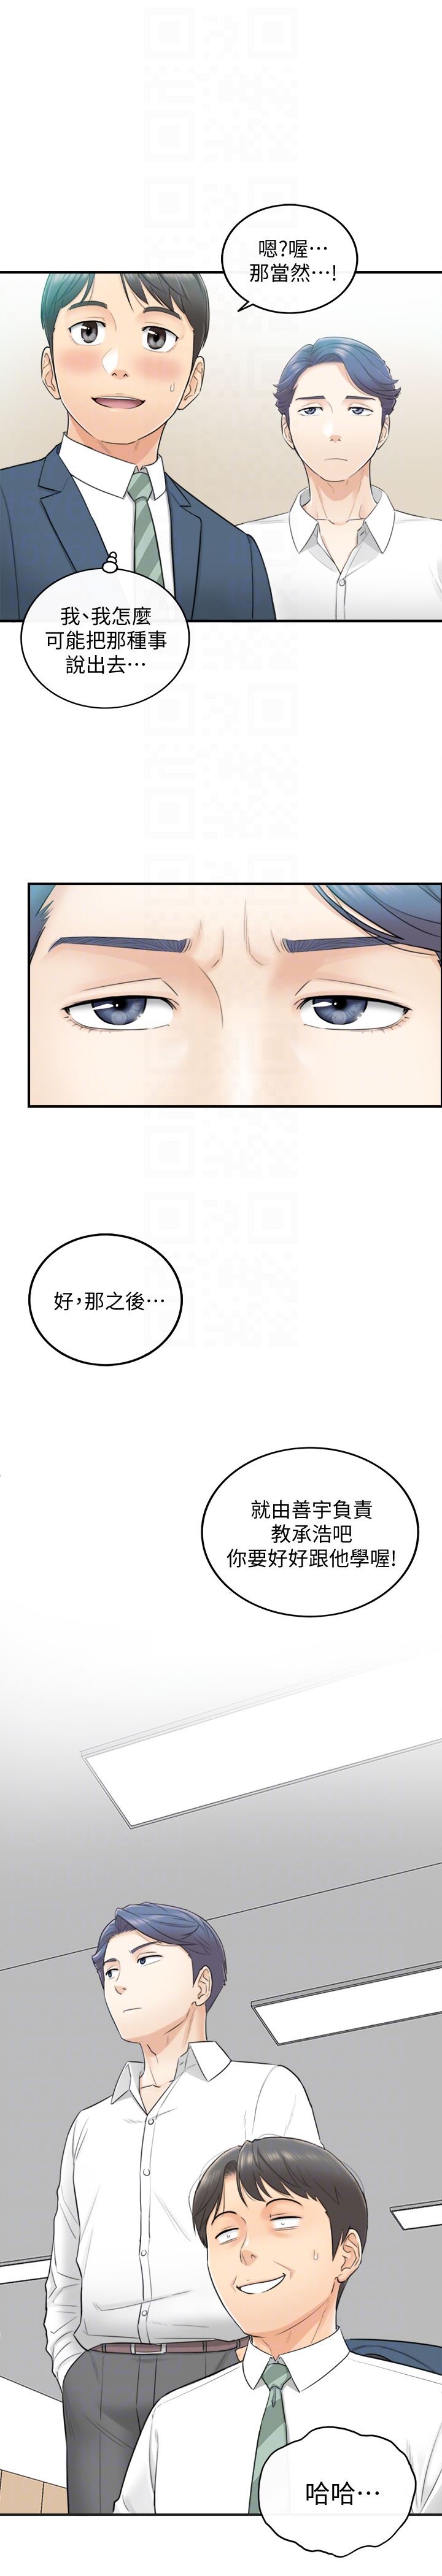 嗯?喔…
那當然…!
我、我怎麼
可能把那種事
說出去…
好,那之後…
就由善宇負責
教承浩吧
你要好好跟他學喔!
哈哈…